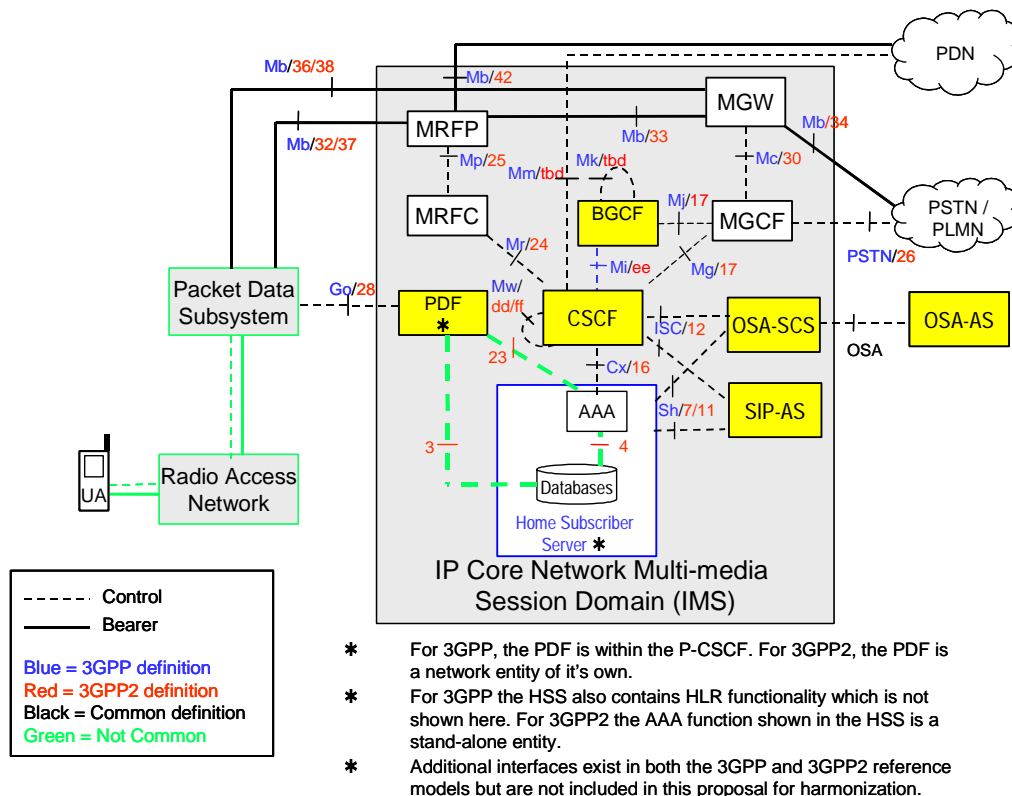 PDN
Mb/36/38
Mb/42
MGW
MRFP
Mb/34
Mb/32/37
Mb/33
Mp/25
Mk/tbd
Mc/30
Mm/tbd
MRFC
BGCF
Mj/17
MGCF
PSTN /
PLMN
Mr/24
PSTN/26
Mi/ee
Mg/17
Packet Data
Subsystem
Go/28
Mw/
dd/ff
PDF
*
CSCF
ISC/12
OSA-SCS
OSA-AS
OSA
23
Cx/16
AAA
Sh/7/11
SIP-AS
3
4
UA
Radio Access
Network
Databases
Home Subscriber
Server *
IP Core Network Multi-media
Session Domain (IMS)
Control
Bearer
Blue = 3GPP definition
Red = 3GPP2 definition
Black = Common definition
Green = Not Common
* For 3GPP, the PDF is within the P-CSCF. For 3GPP2, the PDF is
a network entity of it's own.
* For 3GPP the HSS also contains HLR functionality which is not
shown here. For 3GPP2 the AAA function shown in the HSS is a
stand-alone entity.
* Additional interfaces exist in both the 3GPP and 3GPP2 reference
models but are not included in this proposal for harmonization.